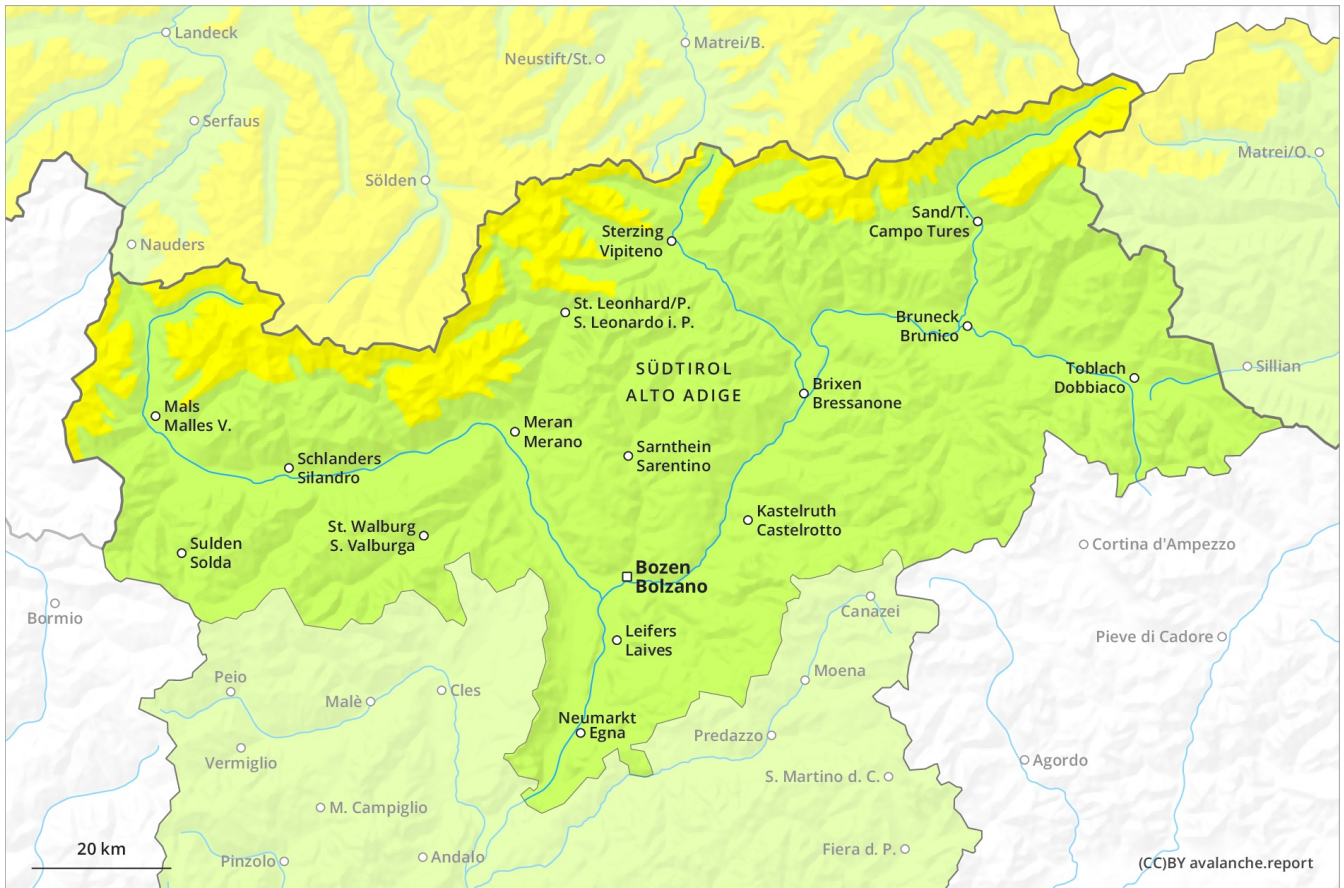 Landeck
Matrei/B.
Neustift/St.
Serfaus
Matrei/O.
Sölden
Sand/T.
Campo Tures
Sterzing
Vipiteno
Nauders
St. Leonhard/P.
S. Leonardo i. P.
Bruneck
Brunico
SÜDTIROL
ALTO ADIGE
Toblach
Dobbiaco
Sillian
Brixen
Bressanone
Mals
Malles V.
Meran
Merano
Sarnthein
Sarentino
Schlanders
Silandro
Kastelruth
Castelrotto
St. Walburg
S. Valburga
Sulden
Solda
Cortina d'Ampezzo
Bozen
Bolzano
Bormio
Canazei
Leifers
Laives
Pieve di Cadore
Peio
Moena
Malè
Cles
Neumarkt
Egna
Predazzo
Vermiglio
Agordo
S. Martino d. C.
M. Campiglio
20 km
Pinzolo
Andalo
Fiera d. P.
(CC)BY avalanche.report